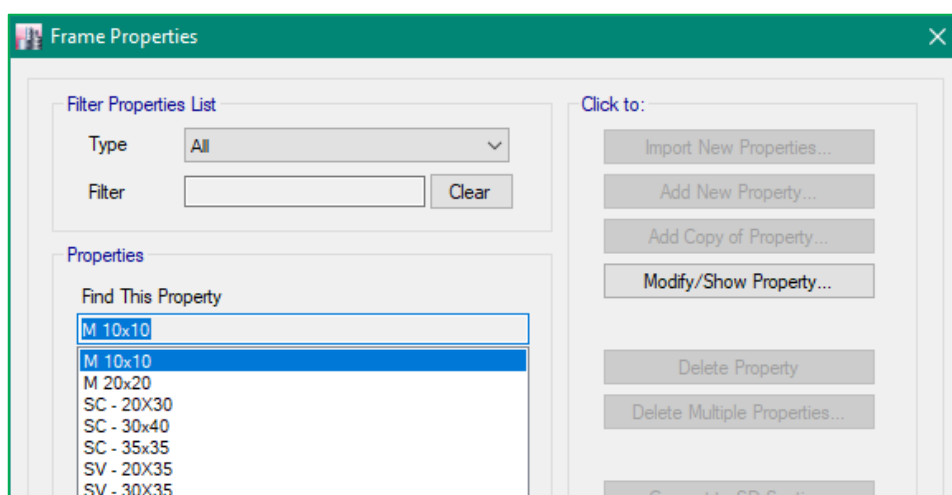 Frame Properties
Filter Properties List
Type
All
Filter
Clear
Properties
Find This Property
M 10x10
M 10x10
M 20x20
SC - 20X30
SC - 30x40
SC - 35x35
SV - 20X35
SV - 30X35
Click to:
Import New Properties...
Add New Property...
Add Copy of Property...
Modify/Show Property...
Delete Property
Delete Multiple Properties...